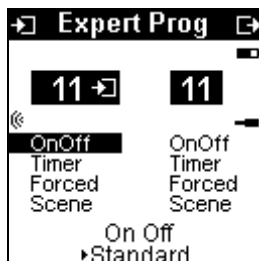 Expert Prog
11 11
OnOff OnOff
Timer Timer
Forced Forced
Scene Scene
On Off
Standard